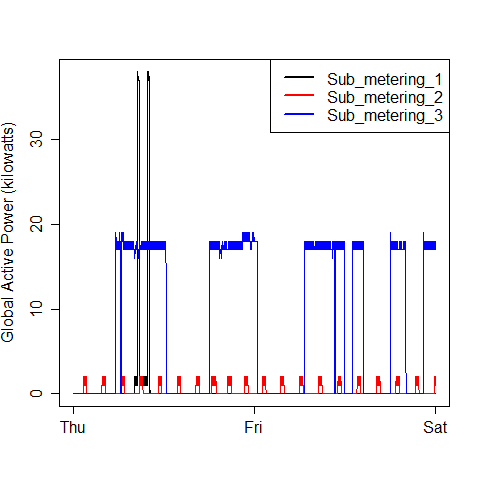 Sub_metering_1
Sub_metering_2
Sub_metering_3
Global Active Power (kilowatts)
30
20
10
0
Thu Fri Sat